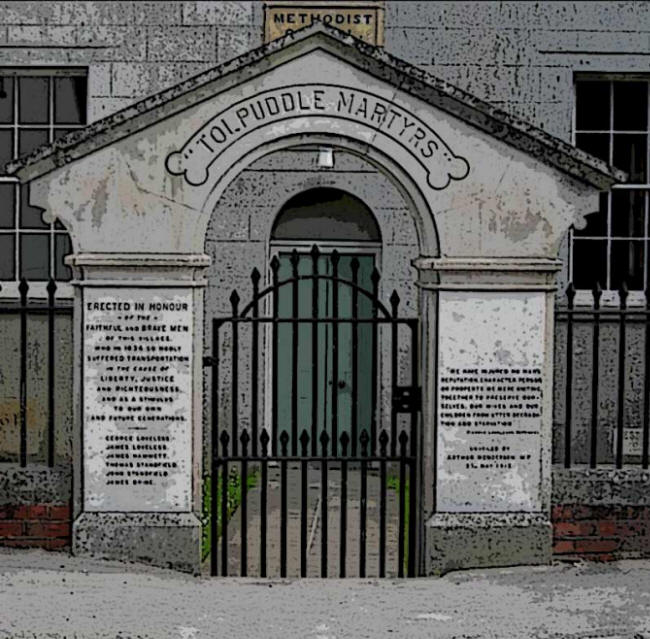 METHODIST
TOLPUDDLE MARTYRS
ERECTED IN HONOUR
OF THE
FAITHFUL AND BRAVE MEN
OF THIS VILLAGE
WHO IN 1834 SO NOBLY
SUFFERED TRANSPORTATION
IN THE CAUSE OF
LIBERTY, JUSTICE
AND RIGHTEOUSNESS,
AND AS A STIMULUS
TO OUR OWN
AND FUTURE GENERATIONS.
GEORGE LOVELESS
JAMES LOVELESS
JAMES HAMMETT
THOMAS STANDFIELD
JOHN STANDFIELD
JAMES BRINE.
"WE HAVE INJURED NO MAN'S
REPUTATION, CHARACTER, PERSON
OR PROPERTY. WE WERE UNITING
TOGETHER TO PRESERVE OUR-
SELVES, OUR WIVES AND OUR
CHILDREN FROM UTTER DEGRADA-
TION AND STARVATION"
UNVEILED BY
ARTHUR HENDERSON M.P.
MAY 1912